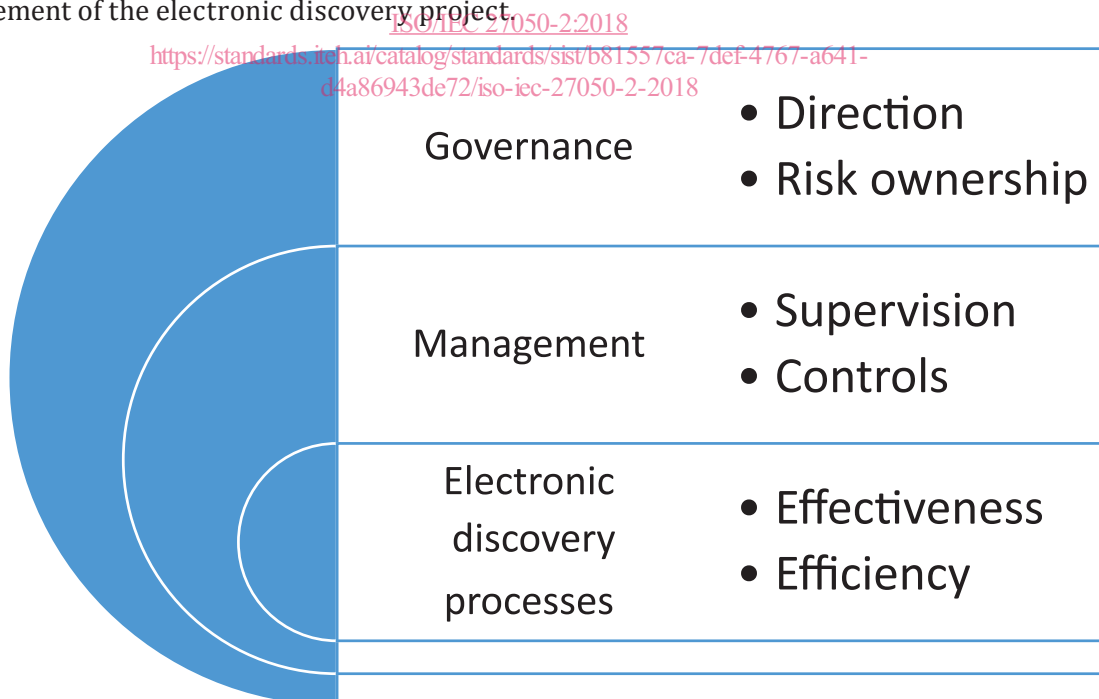 ement of the electronic discovery project.
ISO/IEC 27050-2:2018
https://standards.iteh.ai/catalog/standards/sist/b81557ca-7def-4767-a641-
d4a86943de72/iso-iec-27050-2-2018
Governance
• Direction
• Risk ownership
Management
• Supervision
• Controls
Electronic
discovery
processes
• Effectiveness
• Efficiency